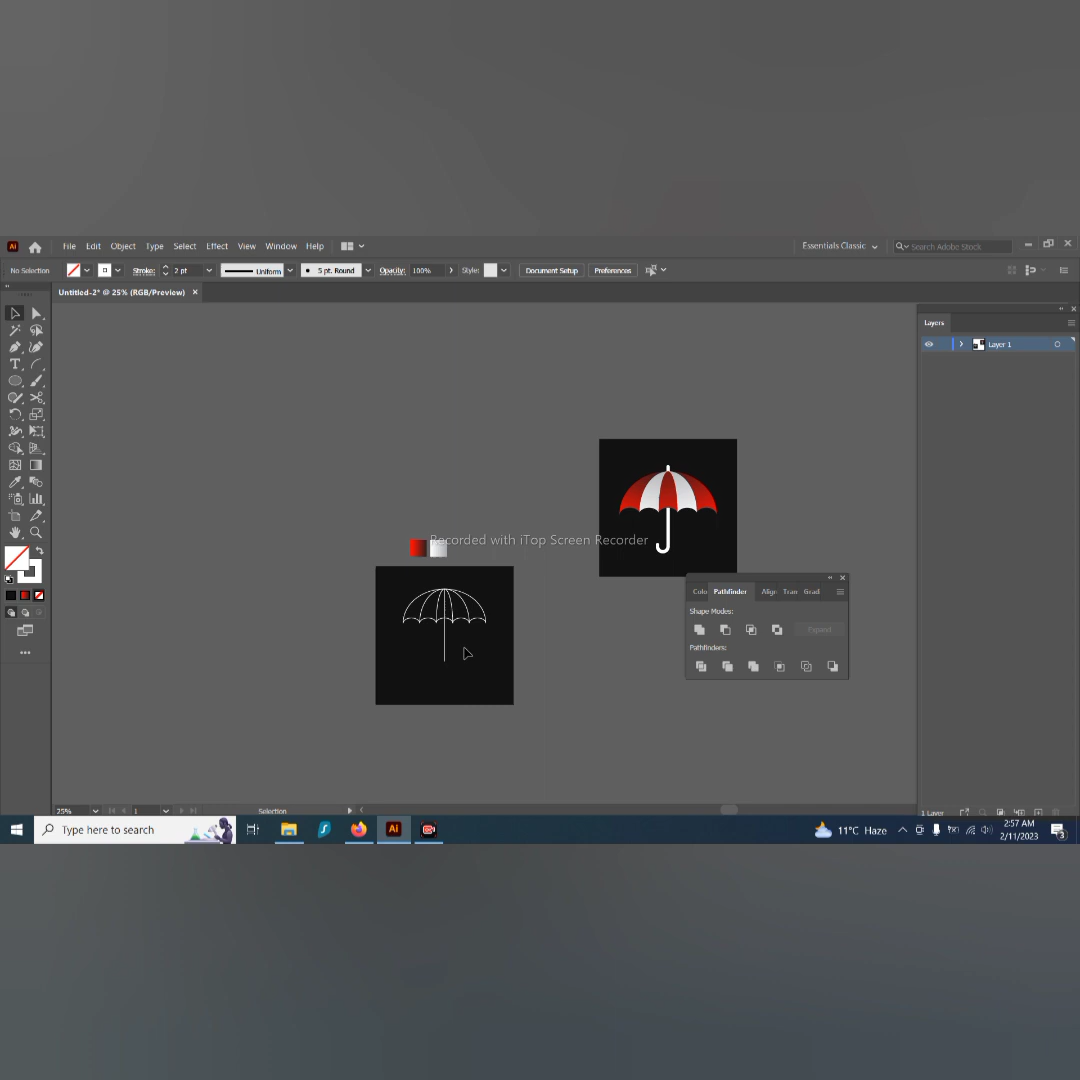 Ai File Edit Object Type Select Effect View Window Help Essentials Classic Search Adobe Stock
No Selection Stroke: 2 pt Uniform 5 pt. Round Opacity: 100% Style: Document Setup Preferences
Untitled-2* @ 25% (RGB/Preview) ×
Layers
Layer 1
Recorded with iTop Screen Recorder
Colo Pathfinder Align Tran Grad
Shape Modes:
Expand
Pathfinders:
25% 1 Selection 1 Layer
Type here to search Ai 11°C Haze 2:57 AM
2/11/2023 3